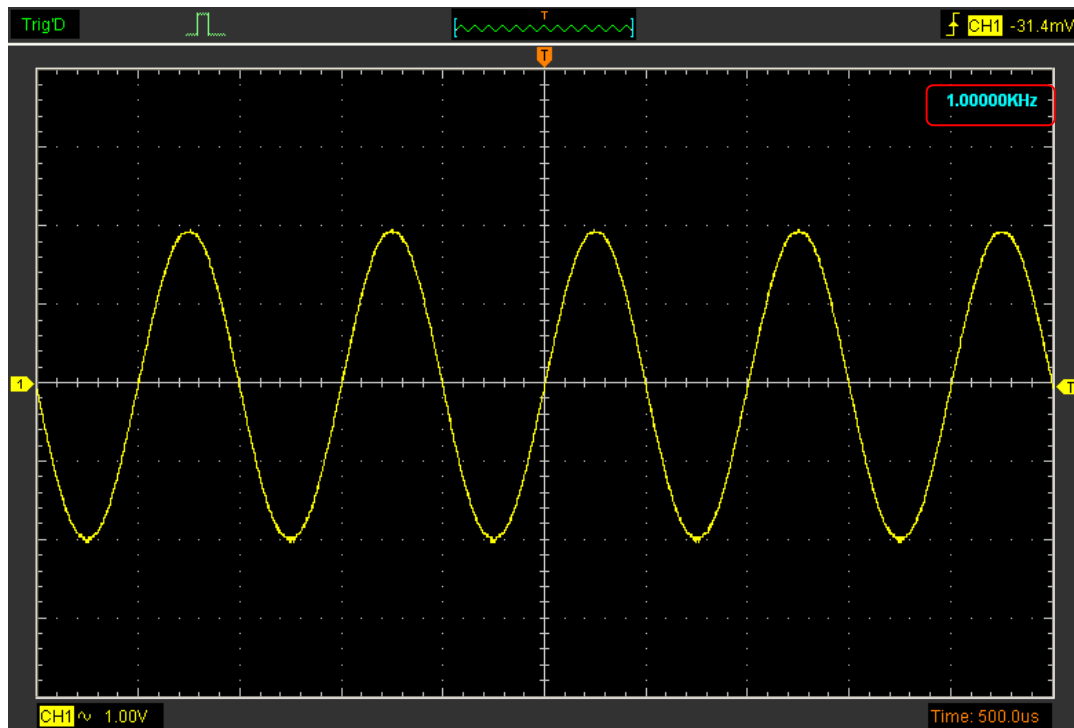 Trig'D
T
CH1 -31.4mV
T
1.00000KHz
1
T
CH1 1.00V
Time: 500.0us